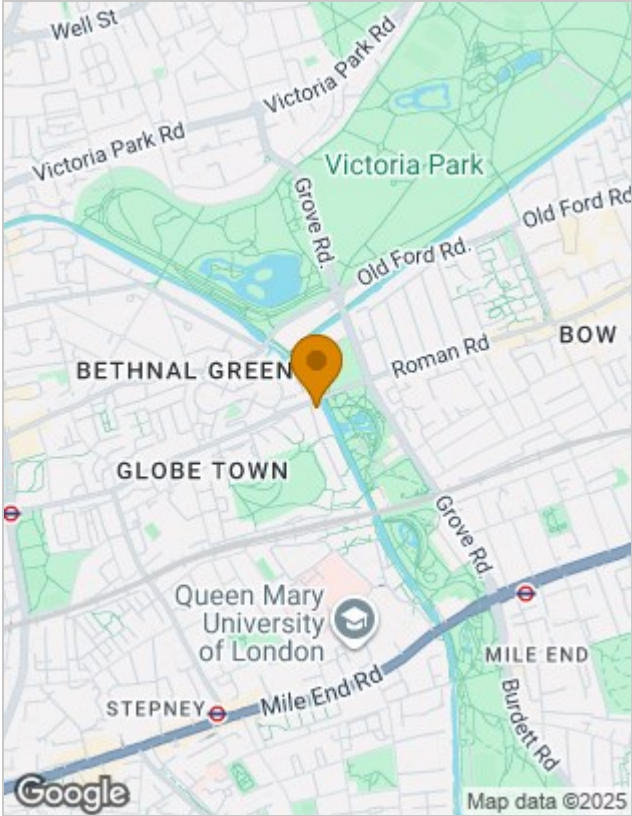 Well St
Victoria Park Rd
Victoria Park Rd
Victoria Park
Grove Rd.
Old Ford Rd
Old Ford Rd.
BOW
Roman Rd
BETHNAL GREEN
GLOBE TOWN
Grove Rd.
Queen Mary
University
of London
MILE END
STEPNEY
Mile End Rd
Burdett Rd
Google
Map data ©2025